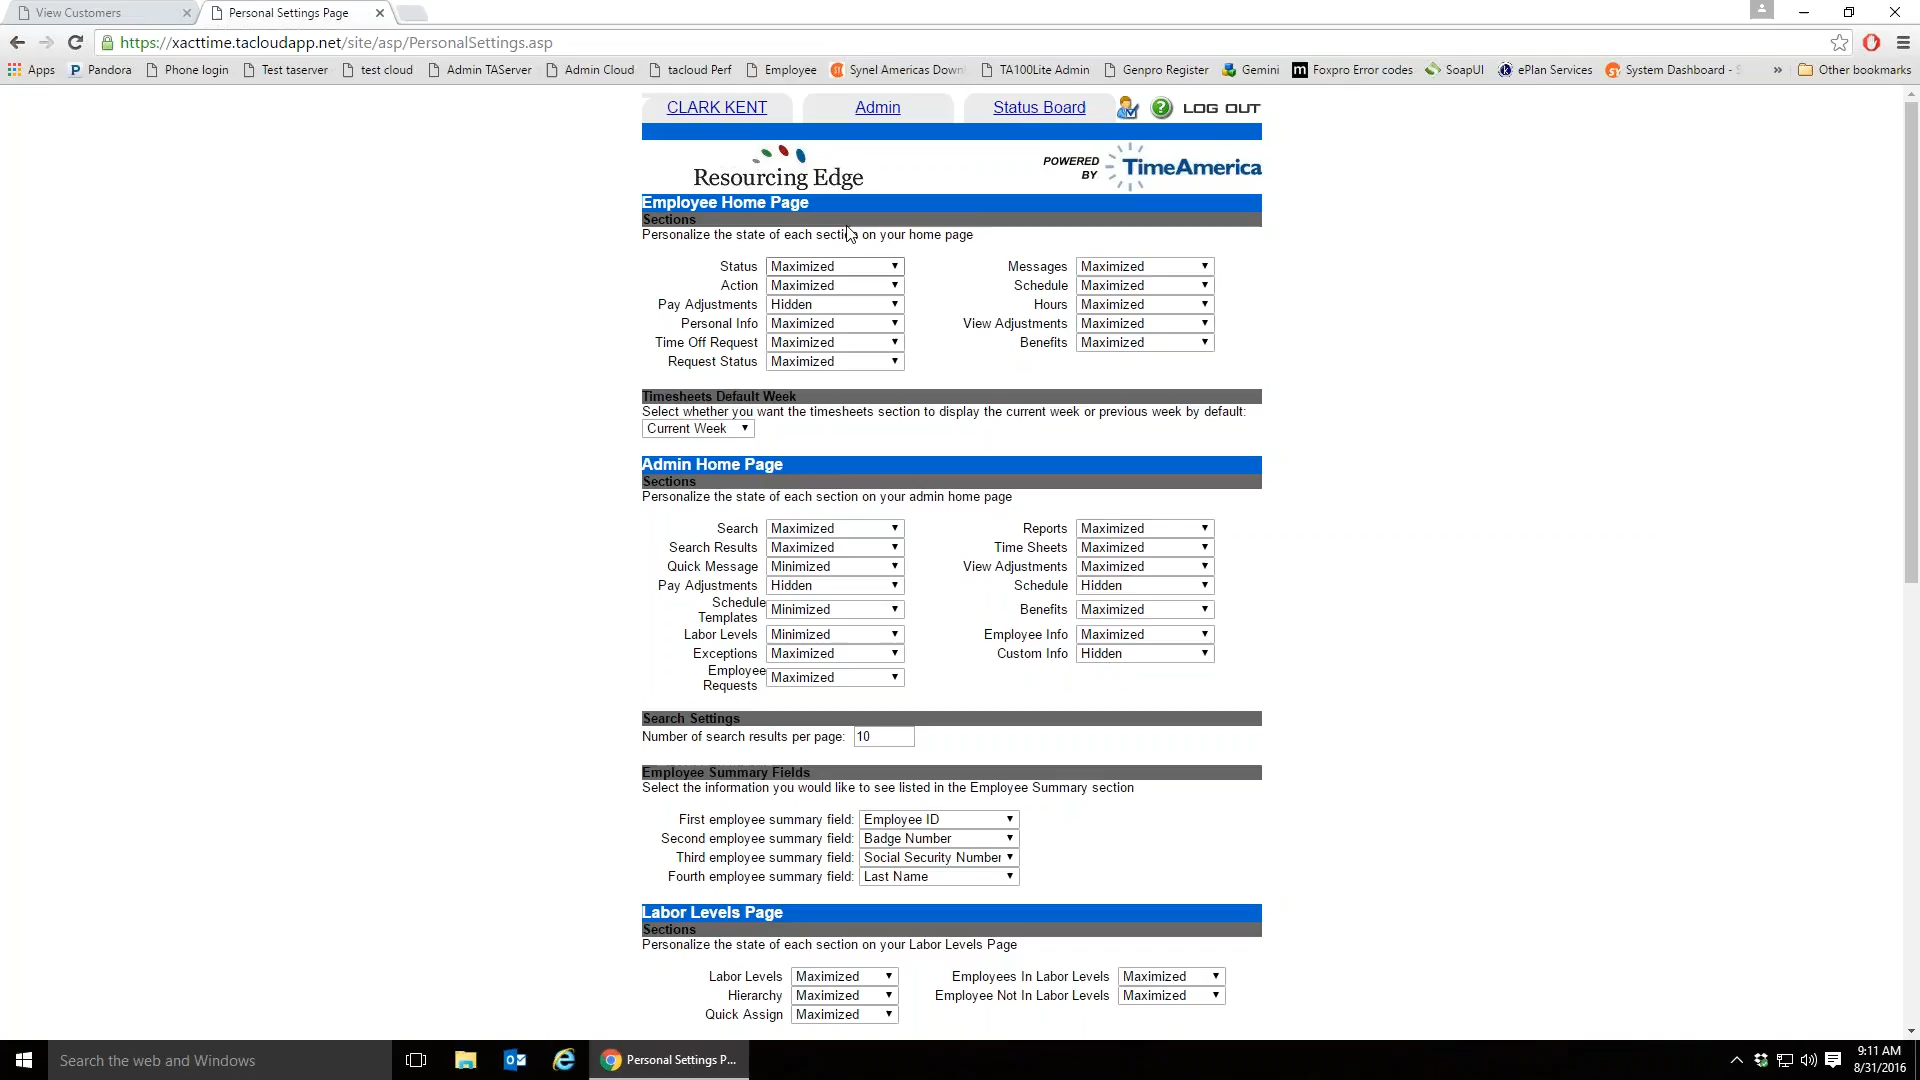 View Customers
Personal Settings Page
https://xacttime.tacloudapp.net/site/asp/PersonalSettings.asp
Apps Pandora Phone login Test taserver test cloud Admin TAServer Admin Cloud tacloud Perf Employee Synel Americas Down TA100Lite Admin Genpro Register Gemini Foxpro Error codes SoapUI ePlan Services System Dashboard - » Other bookmarks
CLARK KENT Admin Status Board LOG OUT
Resourcing Edge
POWERED BY TimeAmerica
Employee Home Page
Sections
Personalize the state of each section on your home page
Status Maximized Messages Maximized
Action Maximized Schedule Maximized
Pay Adjustments Hidden Hours Maximized
Personal Info Maximized View Adjustments Maximized
Time Off Request Maximized Benefits Maximized
Request Status Maximized
Timesheets Default Week
Select whether you want the timesheets section to display the current week or previous week by default:
Current Week
Admin Home Page
Sections
Personalize the state of each section on your admin home page
Search Maximized Reports Maximized
Search Results Maximized Time Sheets Maximized
Quick Message Minimized View Adjustments Maximized
Pay Adjustments Hidden Schedule Hidden
Schedule Templates Minimized Benefits Maximized
Labor Levels Minimized Employee Info Maximized
Exceptions Maximized Custom Info Hidden
Employee Requests Maximized
Search Settings
Number of search results per page: 10
Employee Summary Fields
Select the information you would like to see listed in the Employee Summary section
First employee summary field: Employee ID
Second employee summary field: Badge Number
Third employee summary field: Social Security Number
Fourth employee summary field: Last Name
Labor Levels Page
Sections
Personalize the state of each section on your Labor Levels Page
Labor Levels Maximized Employees In Labor Levels Maximized
Hierarchy Maximized Employee Not In Labor Levels Maximized
Quick Assign Maximized
Search the web and Windows
Personal Settings P...
9:11 AM
8/31/2016